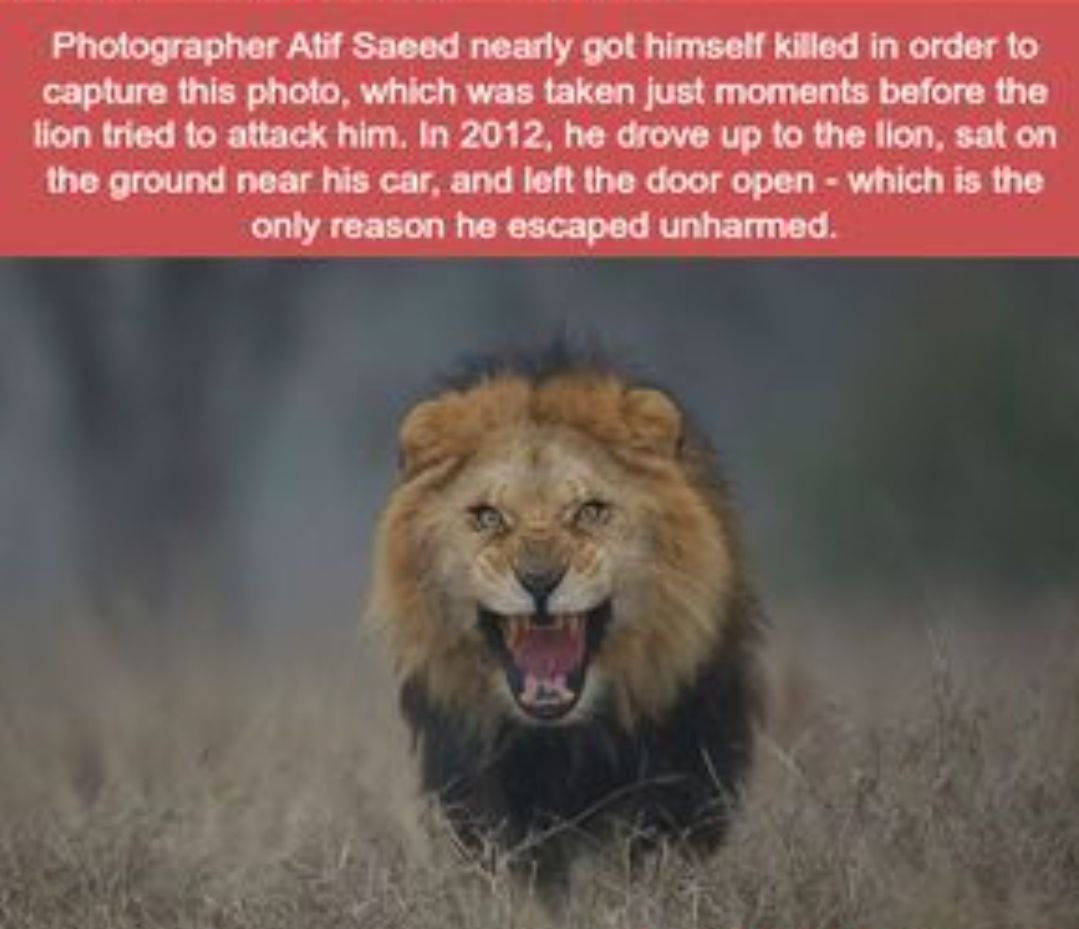 Photographer Atif Saeed nearly got himself killed in order to
capture this photo, which was taken just moments before the
lion tried to attack him. In 2012, he drove up to the lion, sat on
the ground near his car, and left the door open - which is the
only reason he escaped unharmed.